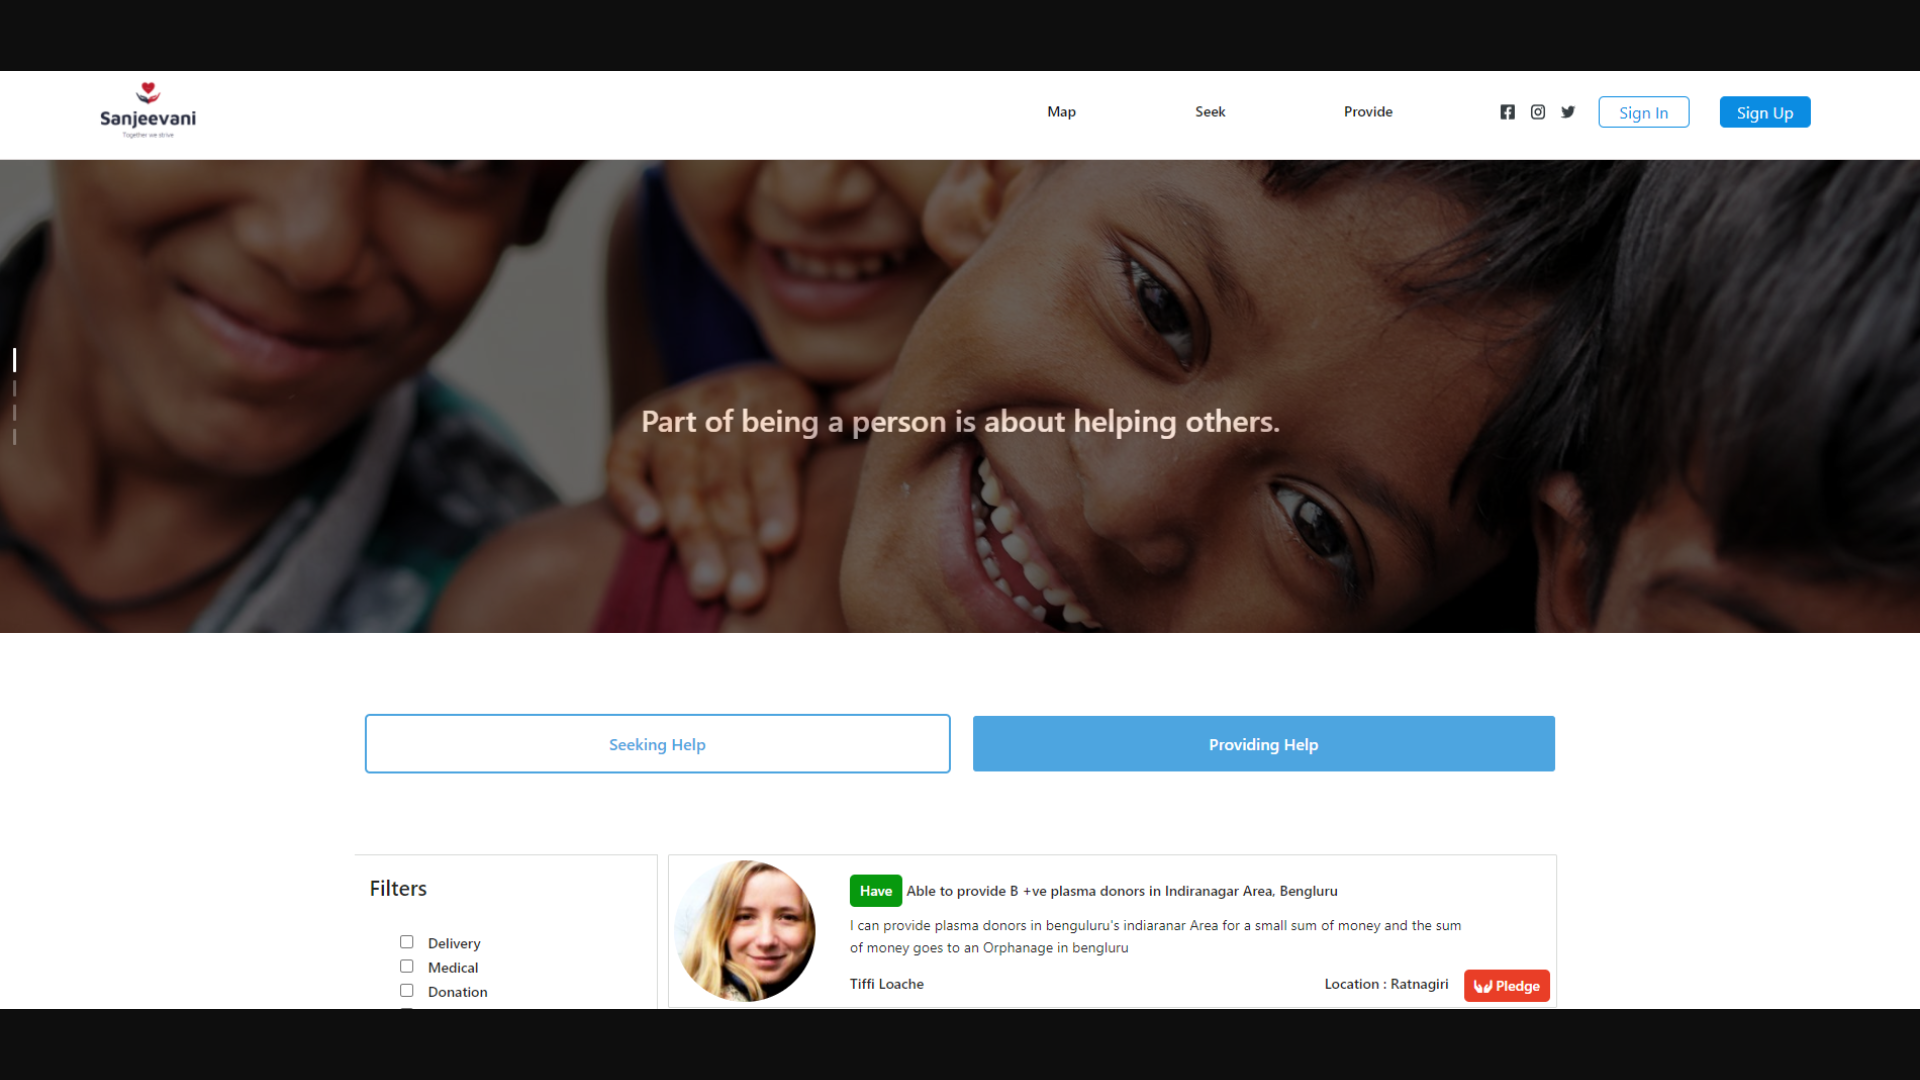 Sanjeevani
Together we strive
Map
Seek
Provide
Sign In
Sign Up
Part of being a person is about helping others.
Seeking Help
Providing Help
Filters
Delivery
Medical
Donation
Have Able to provide B +ve plasma donors in Indiranagar Area, Bengluru
I can provide plasma donors in benguluru's indiaranar Area for a small sum of money and the sum
of money goes to an Orphanage in bengluru
Tiffi Loache
Location : Ratnagiri
Pledge